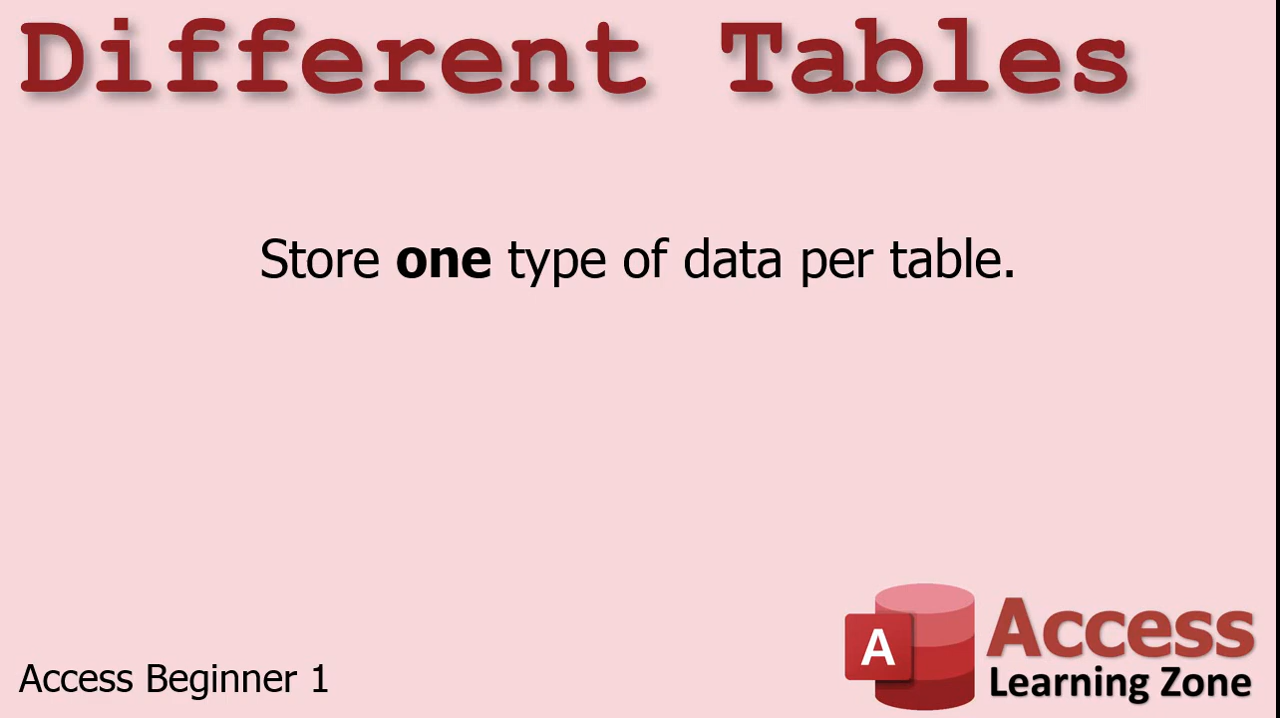 Different Tables
Store one type of data per table.
A
Access
Learning Zone
Access Beginner 1